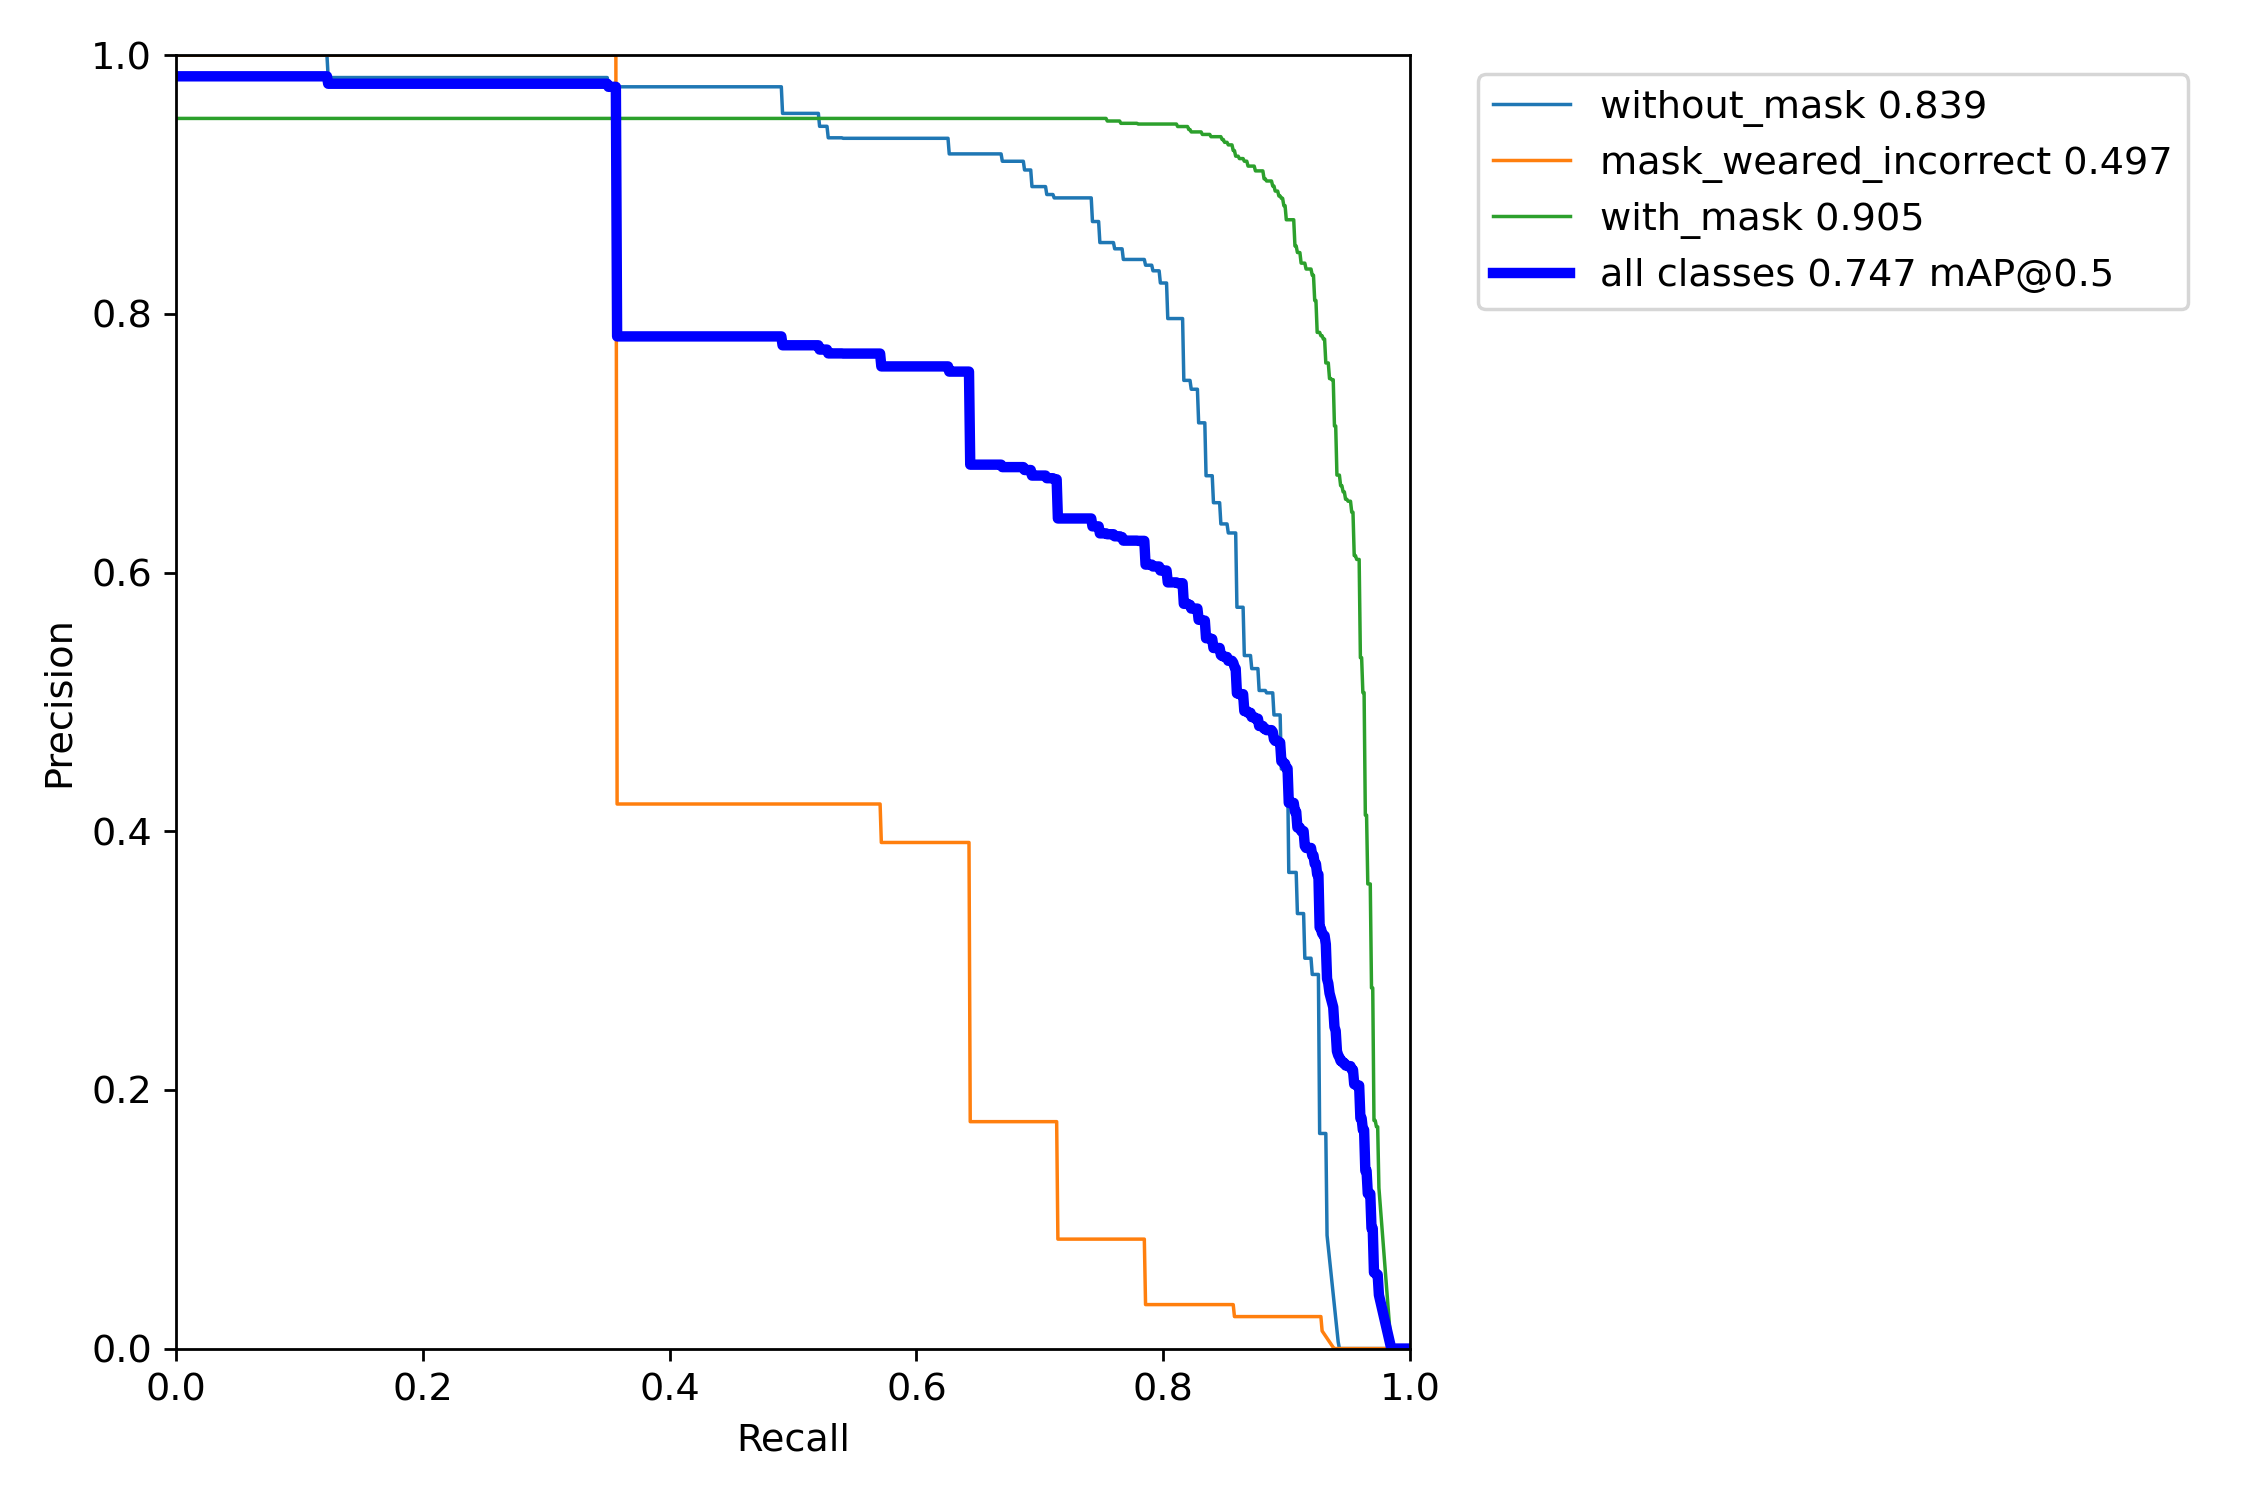 1.0
0.8
0.6
0.4
0.2
0.0
Precision
0.0 0.2 0.4 0.6 0.8 1.0
Recall
without_mask 0.839
mask_weared_incorrect 0.497
with_mask 0.905
all classes 0.747 mAP@0.5